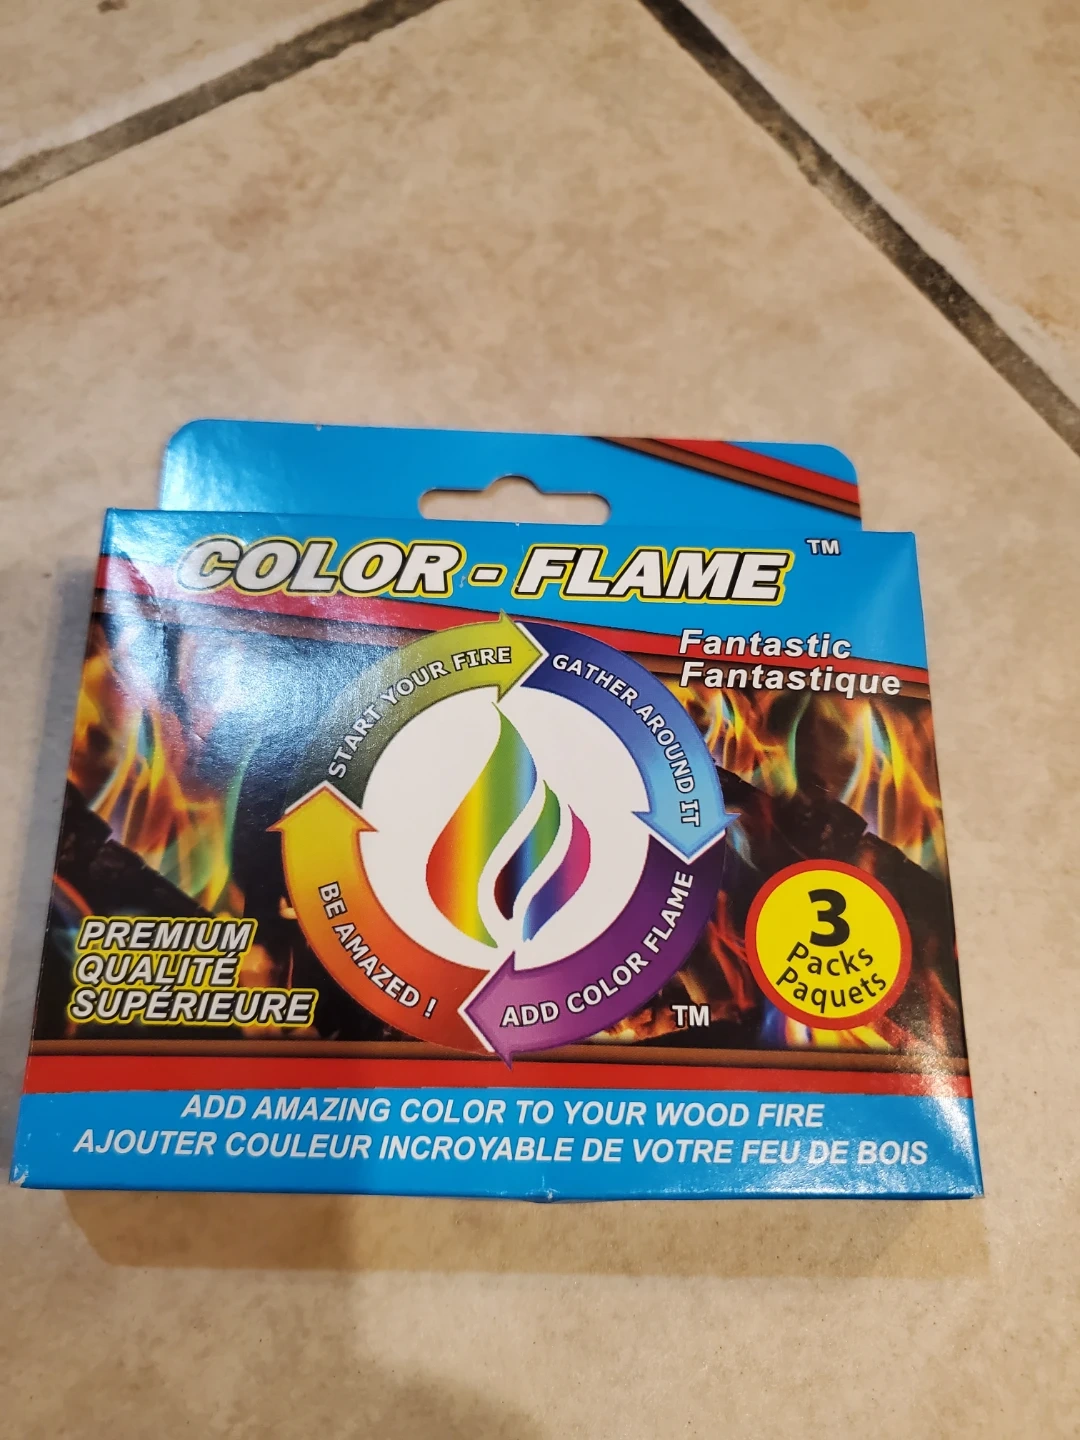 COLOR - FLAME ™
Fantastic
Fantastique
START YOUR FIRE
GATHER AROUND IT
ADD COLOR FLAME
BE AMAZED !
TM
PREMIUM
QUALITÉ
SUPÉRIEURE
3
Packs
Paquets
ADD AMAZING COLOR TO YOUR WOOD FIRE
AJOUTER COULEUR INCROYABLE DE VOTRE FEU DE BOIS